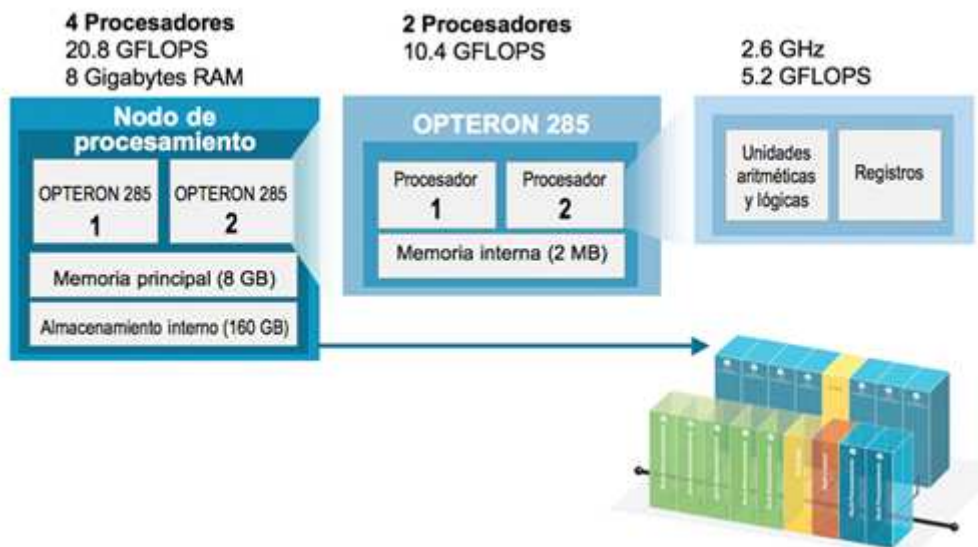 4 Procesadores
20.8 GFLOPS
8 Gigabytes RAM
Nodo de
procesamiento
OPTERON 285
1
OPTERON 285
2
Memoria principal (8 GB)
Almacenamiento interno (160 GB)
2 Procesadores
10.4 GFLOPS
OPTERON 285
Procesador
1
Procesador
2
Memoria interna (2 MB)
2.6 GHz
5.2 GFLOPS
Unidades
aritméticas
y lógicas
Registros